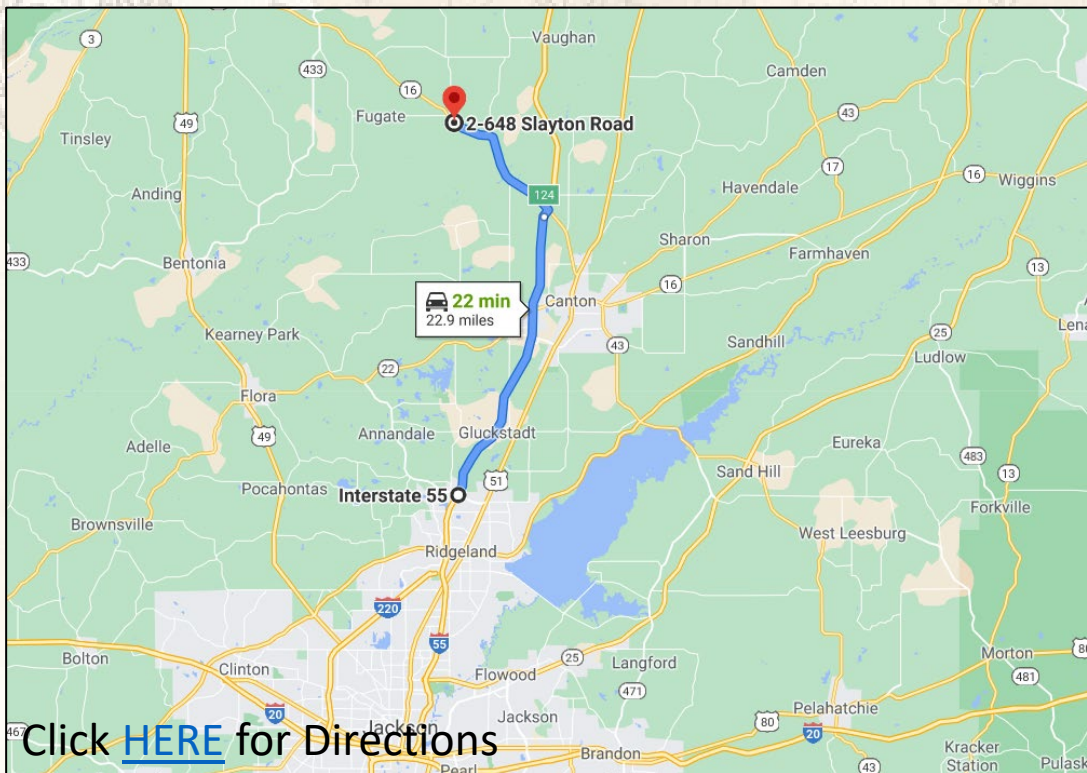 Vaughan
3
433
16
Camden
Fugate
2-648 Slayton Road
43
Tinsley
49
17
Anding
124
Havendale
16
Wiggins
Sharon
433
Bentonia
Farmhaven
13
22 min
22.9 miles
16
Canton
Kearney Park
25
43
Sandhill
22
Ludlow
Flora
Annandale
Gluckstadt
Adelle
49
Eureka
483
Sand Hill
13
Pocahontas
51
Interstate 55
Forkville
Brownsville
West Leesburg
Ridgeland
220
55
Bolton
Clinton
25
Langford
Morton
Flowood
481
471
Pelahatchie
20
Jackson
80
467
Jackson
20
Click HERE for Directions
Brandon
Kracker
Station
Pearl
43